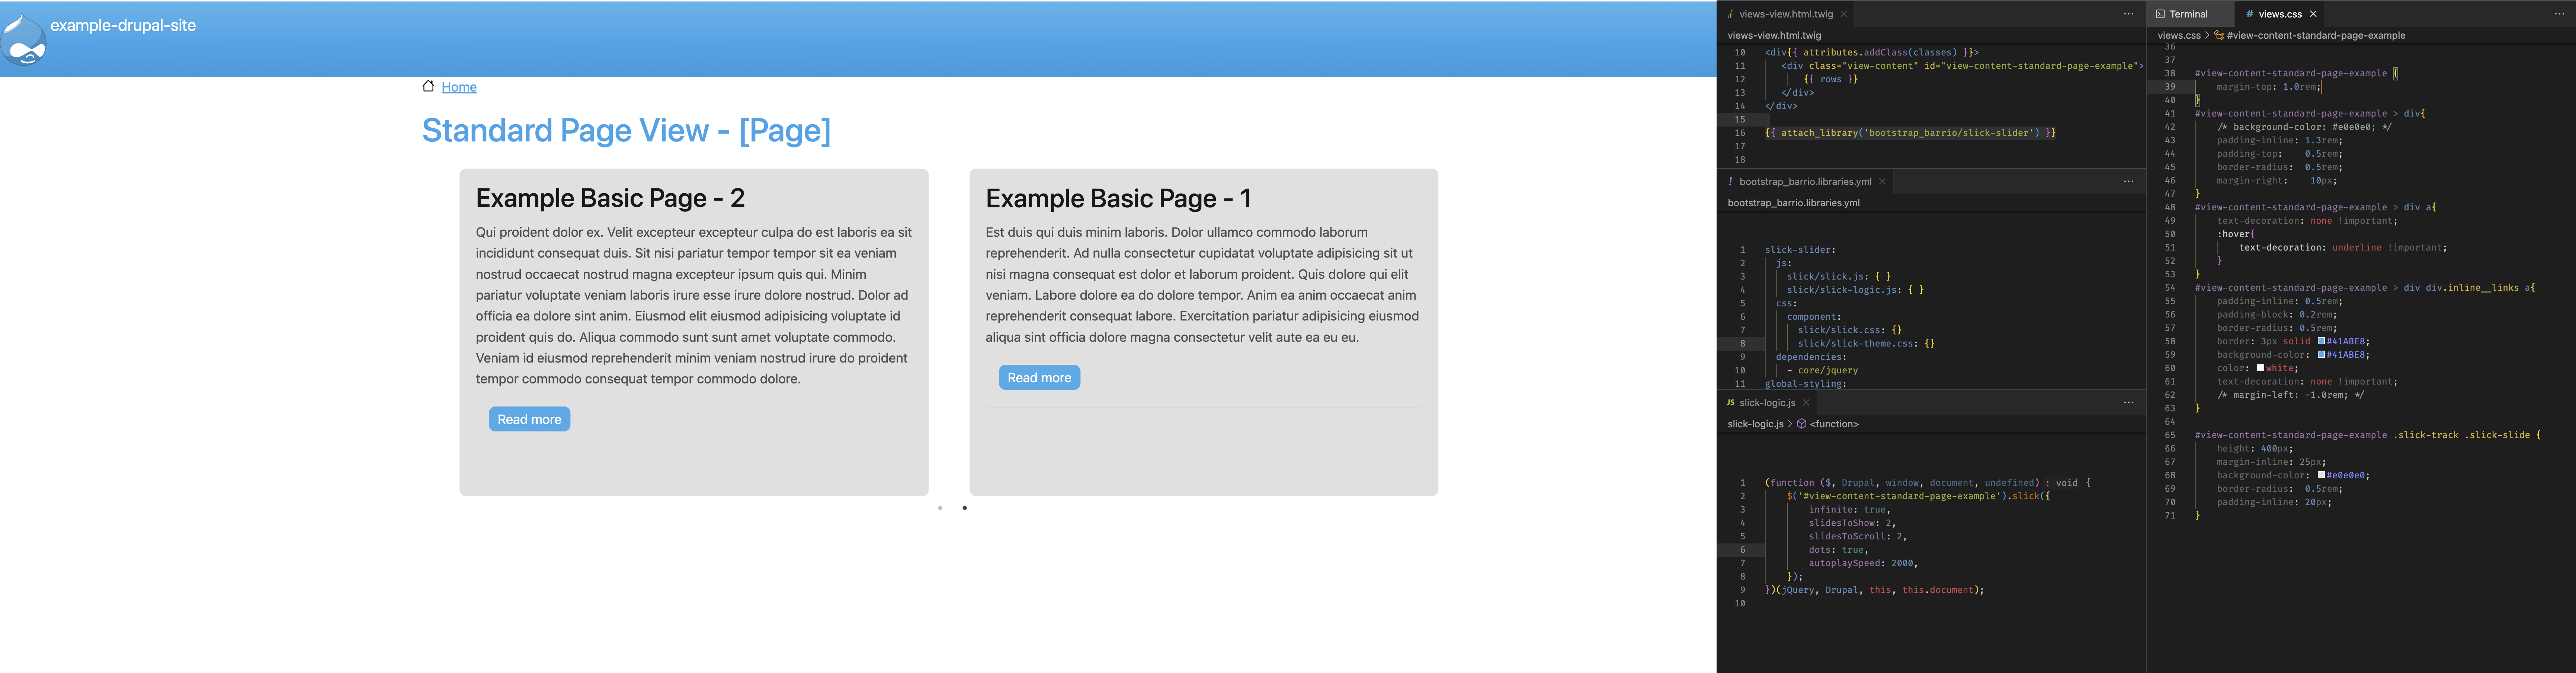 example-drupal-site
Home
Standard Page View - [Page]
Example Basic Page - 2
Qui proident dolor ex. Velit excepteur excepteur culpa do est laboris ea sit
incididunt consequat duis. Sit nisi pariatur tempor tempor sit ea veniam
nostrud occaecat nostrud magna excepteur ipsum quis qui. Minim
pariatur voluptate veniam laboris irure esse irure dolore nostrud. Dolor ad
officia ea dolore sint anim. Eiusmod elit eiusmod adipisicing voluptate id
proident quis do. Aliqua commodo sunt sunt amet voluptate commodo.
Veniam id eiusmod reprehenderit minim veniam nostrud irure do proident
tempor commodo consequat tempor commodo dolore.
Read more
Example Basic Page - 1
Est duis qui duis minim laboris. Dolor ullamco commodo laborum
reprehenderit. Ad nulla consectetur cupidatat voluptate adipisicing sit ut
nisi magna consequat est dolor et laborum proident. Quis dolore qui elit
veniam. Labore dolore ea do dolore tempor. Anim ea anim occaecat anim
reprehenderit consequat labore. Exercitation pariatur adipisicing eiusmod
aliqua sint officia dolore magna consectetur velit aute ea eu eu.
Read more
views-view.html.twig
views-view.html.twig
10 <div{{ attributes.addClass(classes) }}>
11 <div class="view-content" id="view-content-standard-page-example">
12 {{ rows }}
13 </div>
14 </div>
15
16 {{ attach_library('bootstrap_barrio/slick-slider') }}
17
18
! bootstrap_barrio.libraries.yml
bootstrap_barrio.libraries.yml
1 slick-slider:
2 js:
3 slick/slick.js: { }
4 slick/slick-logic.js: { }
5 css:
6 component:
7 slick/slick.css: {}
8 slick/slick-theme.css: {}
9 dependencies:
10 - core/jquery
11 global-styling:
JS slick-logic.js
slick-logic.js > <function>
1 (function ($, Drupal, window, document, undefined) : void {
2 $('#view-content-standard-page-example').slick({
3 infinite: true,
4 slidesToShow: 2,
5 slidesToScroll: 2,
6 dots: true,
7 autoplaySpeed: 2000,
8 });
9 })(jQuery, Drupal, this, this.document);
10
Terminal
# views.css
views.css > #view-content-standard-page-example
36
37
38 #view-content-standard-page-example {
39 margin-top: 1.0rem;
40 }
41 #view-content-standard-page-example > div{
42 /* background-color: #e0e0e0; */
43 padding-inline: 1.3rem;
44 padding-top: 0.5rem;
45 border-radius: 0.5rem;
46 margin-right: 10px;
47 }
48 #view-content-standard-page-example > div a{
49 text-decoration: none !important;
50 :hover{
51 text-decoration: underline !important;
52 }
53 }
54 #view-content-standard-page-example > div div.inline__links a{
55 padding-inline: 0.5rem;
56 padding-block: 0.2rem;
57 border-radius: 0.5rem;
58 border: 3px solid #41ABE8;
59 background-color: #41ABE8;
60 color: white;
61 text-decoration: none !important;
62 /* margin-left: -1.0rem; */
63 }
64
65 #view-content-standard-page-example .slick-track .slick-slide {
66 height: 400px;
67 margin-inline: 25px;
68 background-color: #e0e0e0;
69 border-radius: 0.5rem;
70 padding-inline: 20px;
71 }